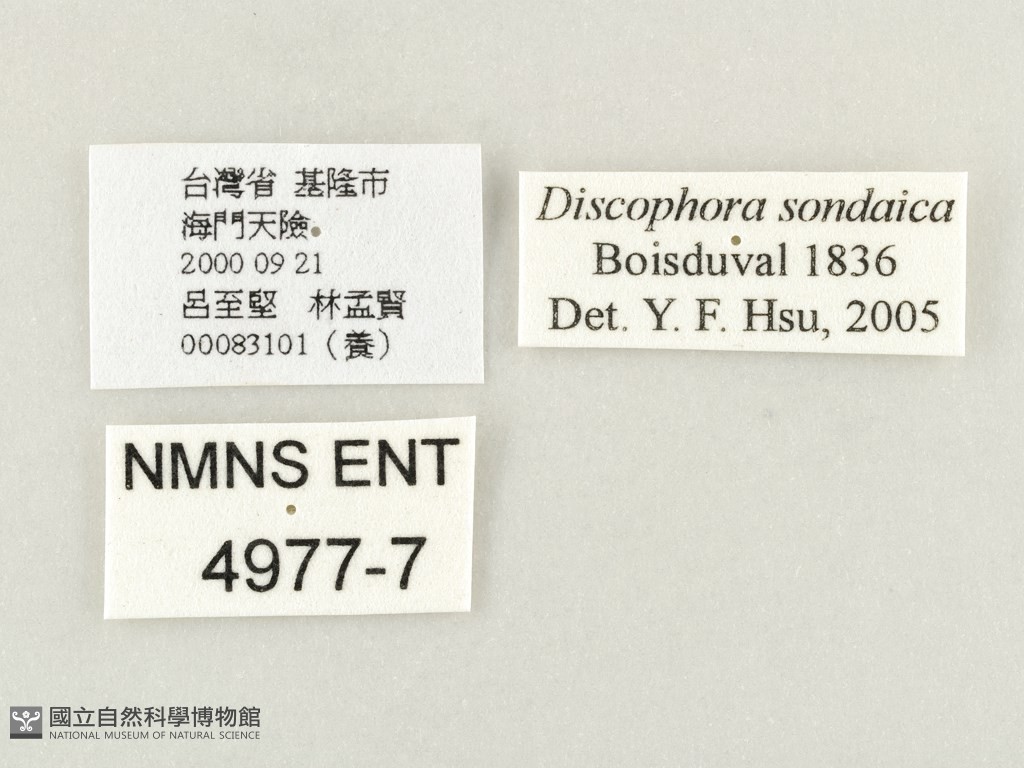 台灣省 基隆市
海門天險
2000 09 21
呂至堅 林孟賢
00083101（養）
Discophora sondaica
Boisduval 1836
Det. Y. F. Hsu, 2005
NMNS ENT
4977-7
國立自然科學博物館
NATIONAL MUSEUM OF NATURAL SCIENCE